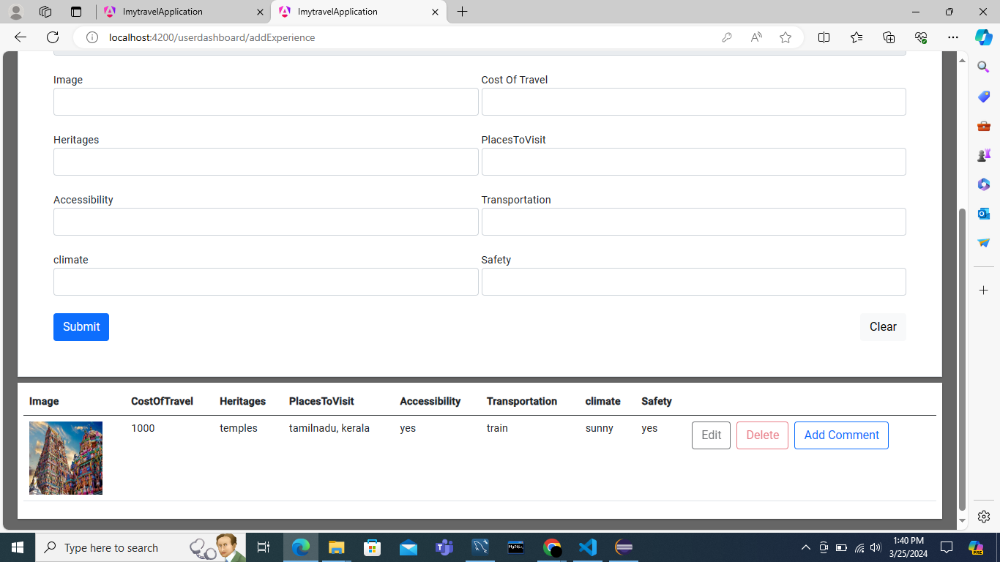 ImytravelApplication
ImytravelApplication
localhost:4200/userdashboard/addExperience
Image Cost Of Travel
Heritages PlacesToVisit
Accessibility Transportation
climate Safety
Submit Clear
Image CostOfTravel Heritages PlacesToVisit Accessibility Transportation climate Safety
1000 temples tamilnadu, kerala yes train sunny yes Edit Delete Add Comment
Type here to search
MySQL
1:40 PM
3/25/2024
PRE